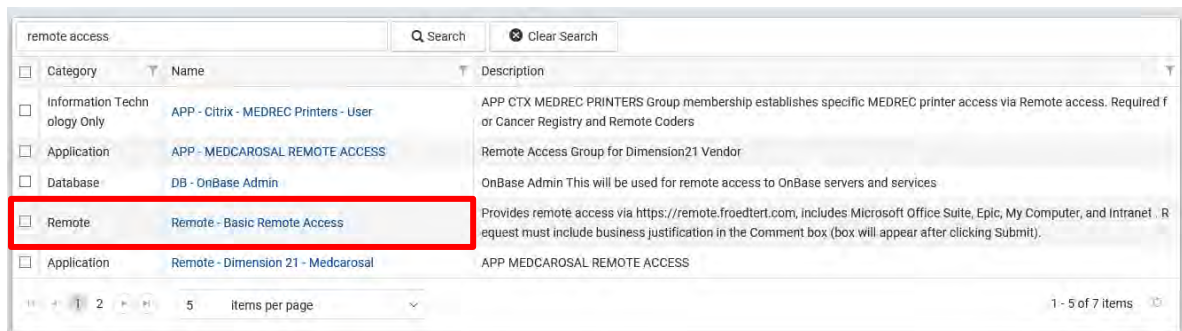 remote access
Search
Clear Search
Category
Name
Description
Information Techn
ology Only
APP - Citrix - MEDREC Printers - User
APP CTX MEDREC PRINTERS Group membership establishes specific MEDREC printer access via Remote access. Required f
or Cancer Registry and Remote Coders
Application
APP - MEDCAROSAL REMOTE ACCESS
Remote Access Group for Dimension21 Vendor
Database
DB - OnBase Admin
OnBase Admin This will be used for remote access to OnBase servers and services
Remote
Remote - Basic Remote Access
Provides remote access via https://remote.froedtert.com, includes Microsoft Office Suite, Epic, My Computer, and Intranet . R
equest must include business justification in the Comment box (box will appear after clicking Submit).
Application
Remote - Dimension 21 - Medcarosal
APP MEDCAROSAL REMOTE ACCESS
1 2
5 items per page
1 - 5 of 7 items